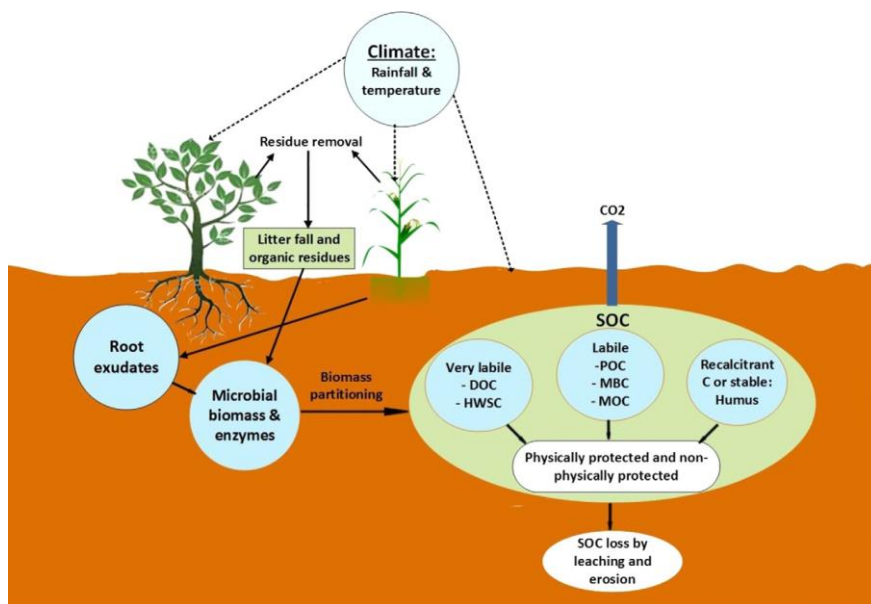 Climate:
Rainfall &
temperature
Residue removal
Litter fall and
organic residues
CO2
Root
exudates
Microbial
biomass &
enzymes
Biomass
partitioning
SOC
Very labile
- DOC
- HWSC
Labile
-POC
- MBC
- MOC
Recalcitrant
C or stable:
Humus
Physically protected and non-
physically protected
SOC loss by
leaching and
erosion